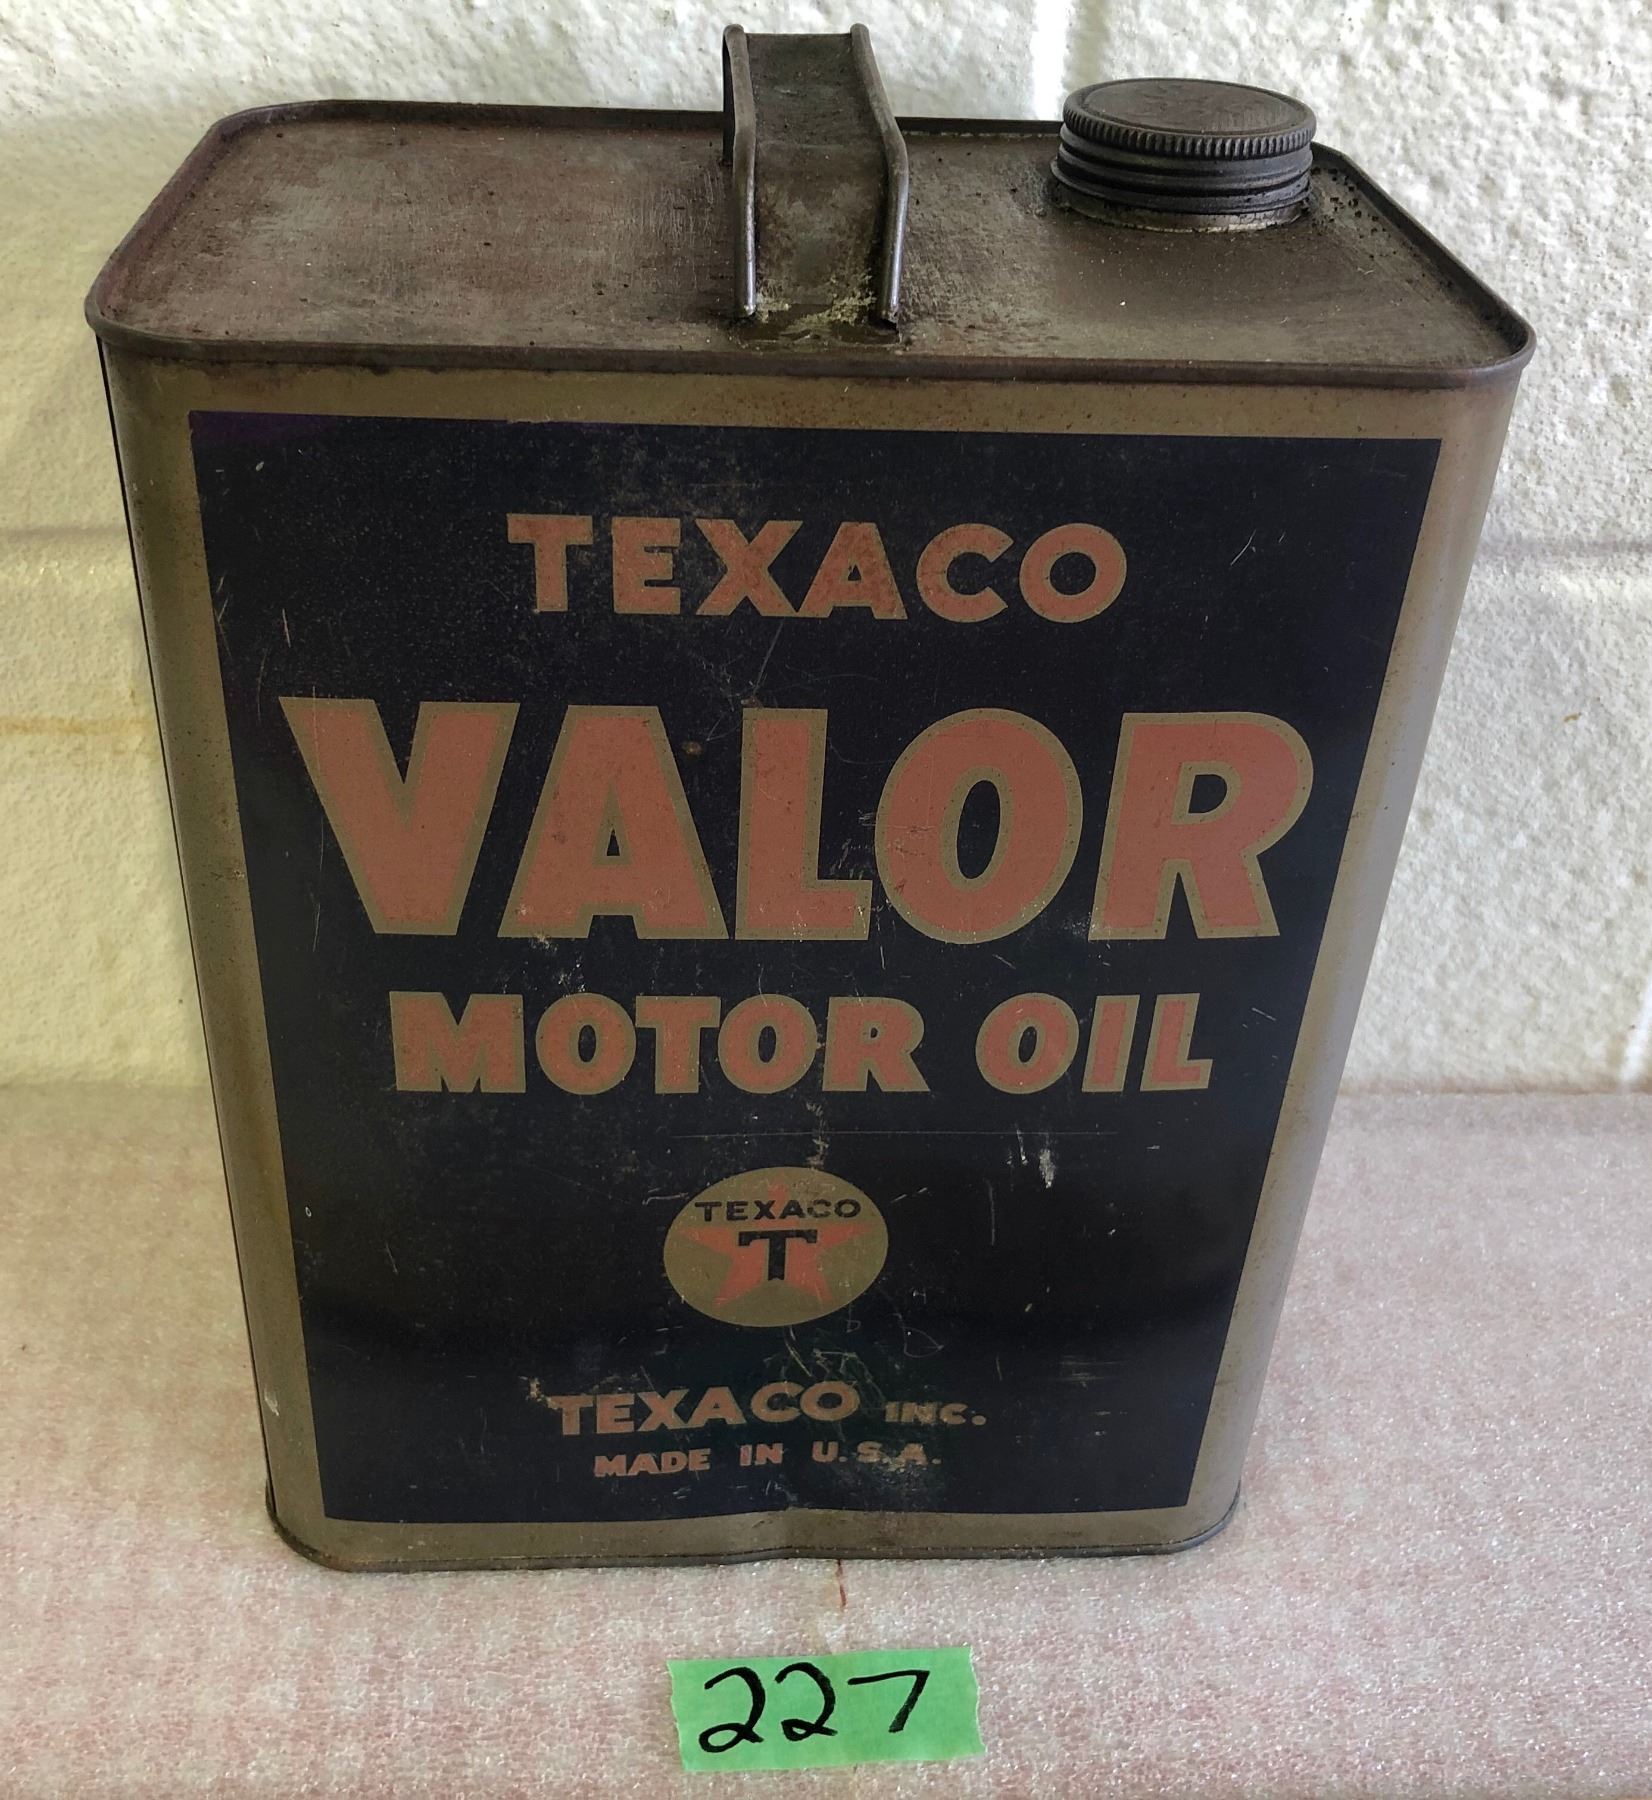 TEXACO
VALOR
MOTOR OIL
TEXACO
T
TEXACO INC.
MADE IN U.S.A.
227